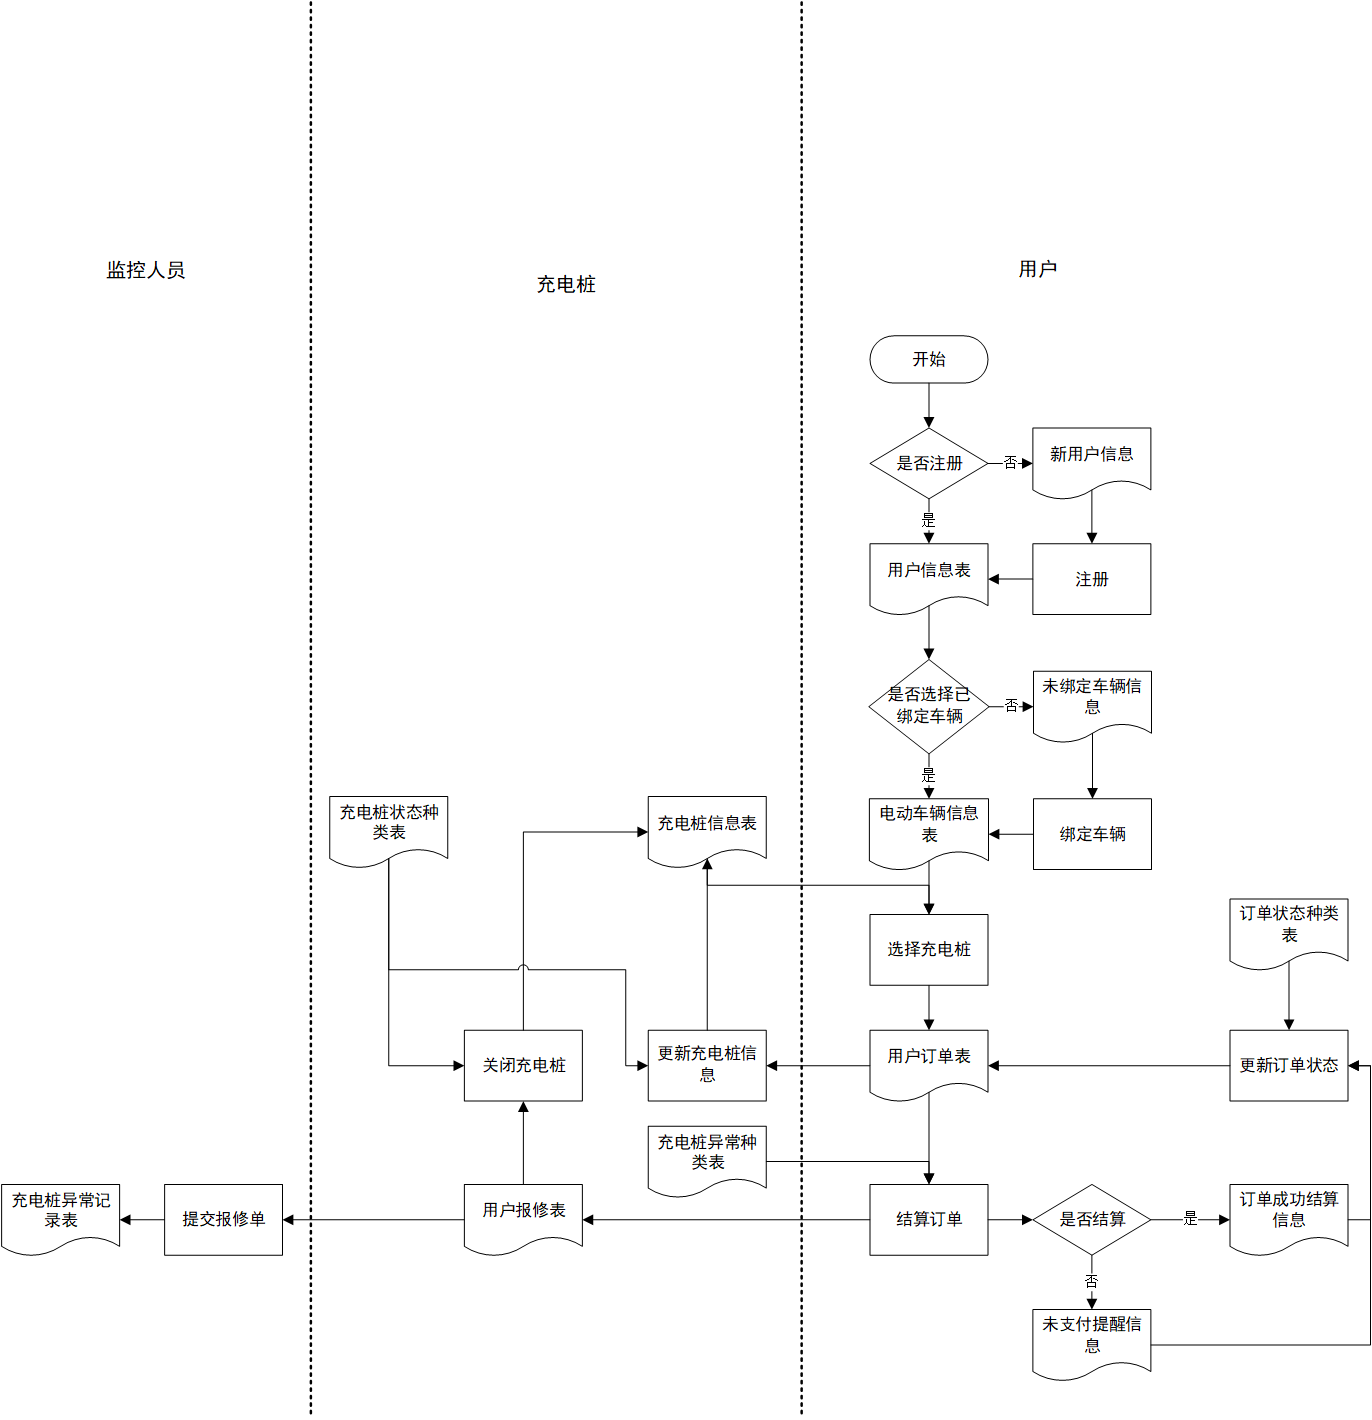 监控人员
充电桩
用户
开始
是否注册
否
新用户信息
是
用户信息表
注册
是否选择已
绑定车辆
否
未绑定车辆信
息
是
充电桩状态种
类表
充电桩信息表
电动车辆信息
表
绑定车辆
选择充电桩
订单状态种类
表
关闭充电桩
更新充电桩信
息
用户订单表
更新订单状态
充电桩异常种
类表
充电桩异常记
录表
提交报修单
用户报修表
结算订单
是否结算
是
订单成功结算
信息
否
未支付提醒信
息